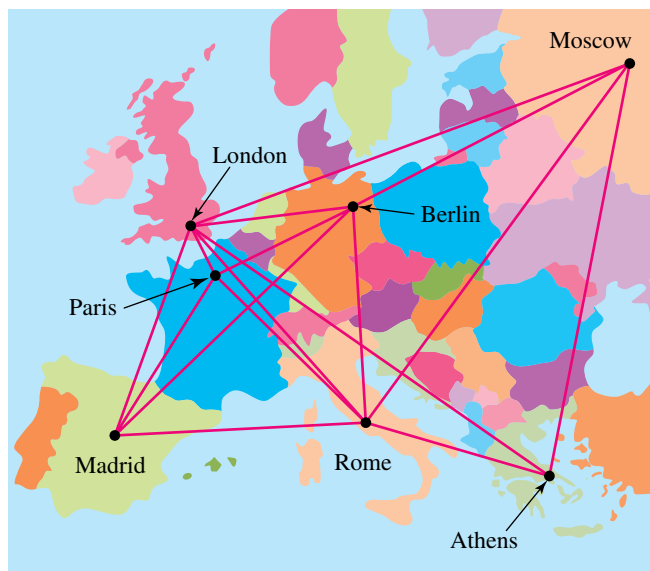 Moscow
London
Berlin
Paris
Madrid
Rome
Athens